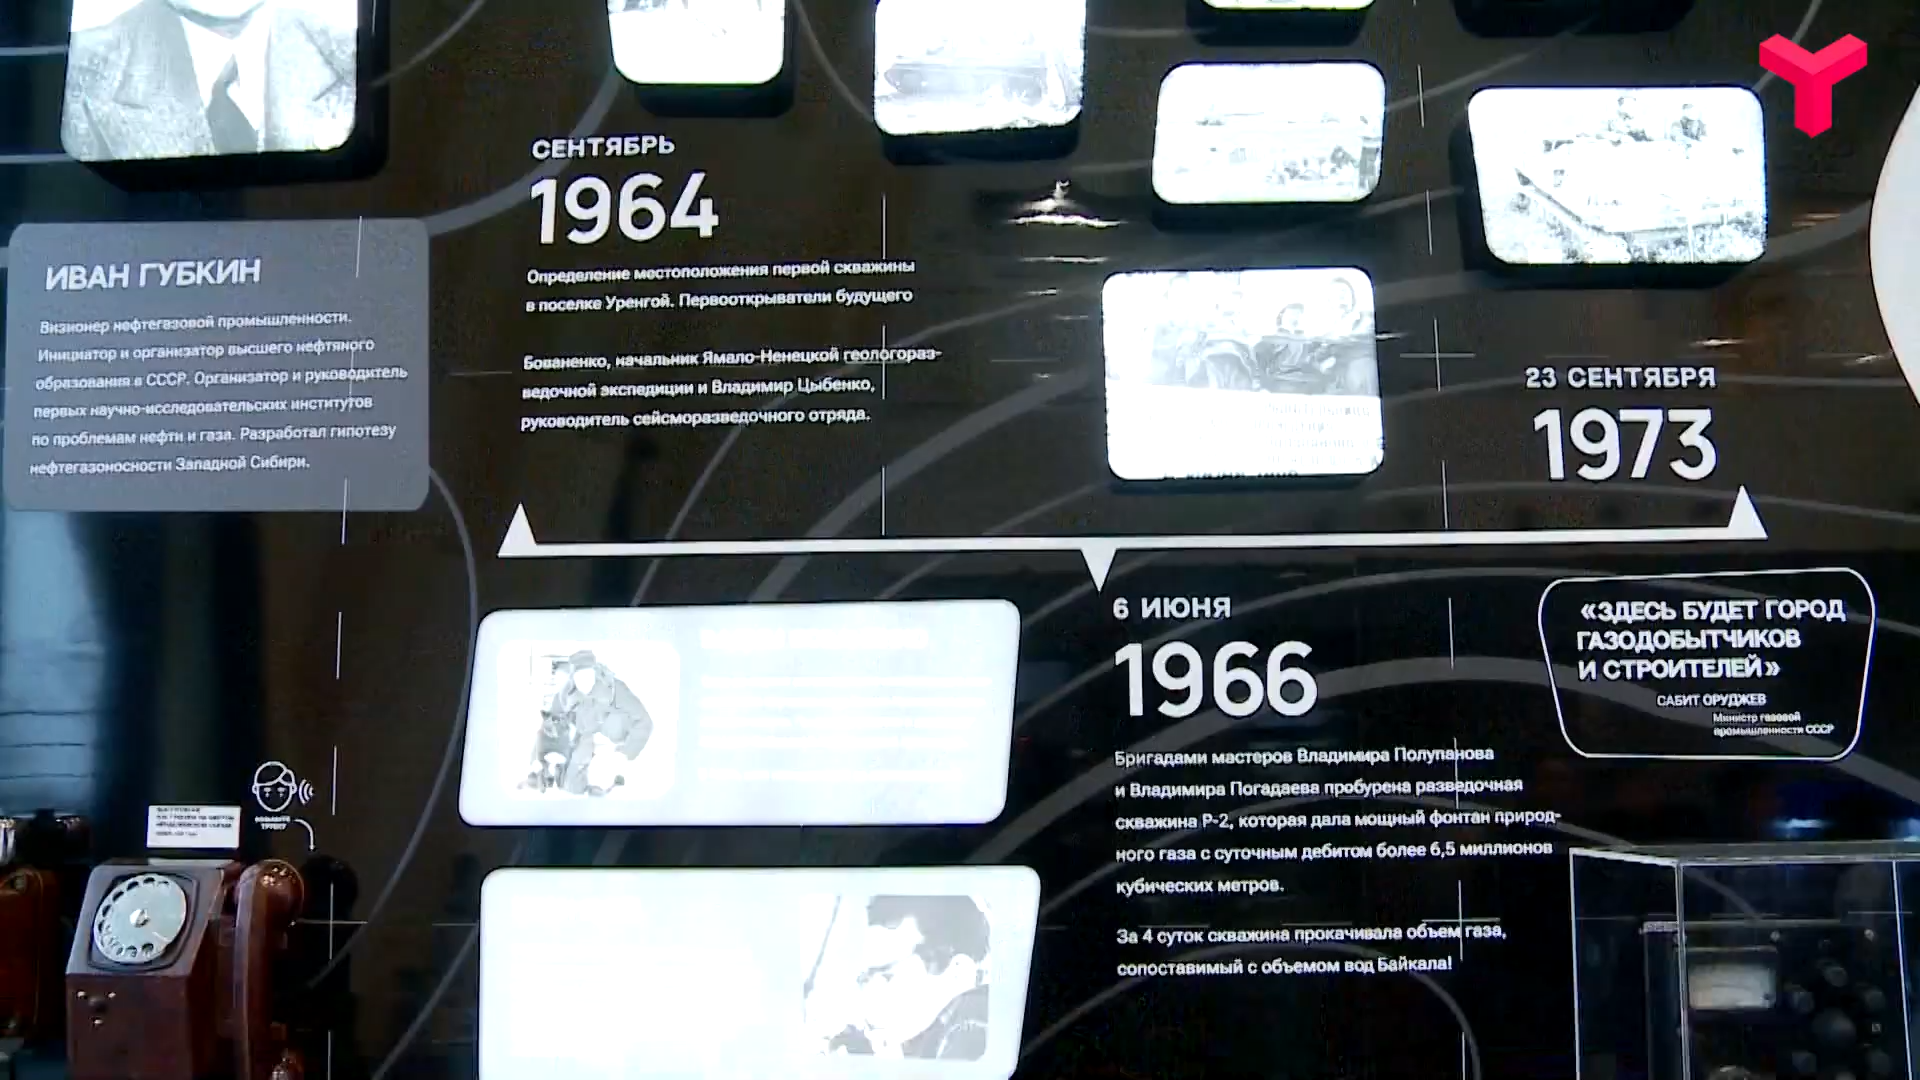 ИВАН ГУБКИН
Визионер нефтегазовой промышленности.
Инициатор и организатор высшего нефтяного
образования в СССР. Организатор и руководитель
первых научно-исследовательских институтов
по проблемам нефти и газа. Разработал гипотезу
нефтегазоносности Западной Сибири.
СЕНТЯБРЬ
1964
Определение местоположения первой скважины
в поселке Уренгой. Первооткрыватели будущего
Бованенко, начальник Ямало-Ненецкой геологораз-
ведочной экспедиции и Владимир Цыбенко,
руководитель сейсморазведочного отряда.
23 СЕНТЯБРЯ
1973
6 ИЮНЯ
1966
Бригадами мастеров Владимира Полупанова
и Владимира Погадаева пробурена разведочная
скважина Р-2, которая дала мощный фонтан природ-
ного газа с суточным дебитом более 6,5 миллионов
кубических метров.
За 4 суток скважина прокачивала объем газа,
сопоставимый с объемом вод Байкала!
«ЗДЕСЬ БУДЕТ ГОРОД
ГАЗОДОБЫТЧИКОВ
И СТРОИТЕЛЕЙ»
САБИТ ОРУДЖЕВ
Министр газовой
промышленности СССР